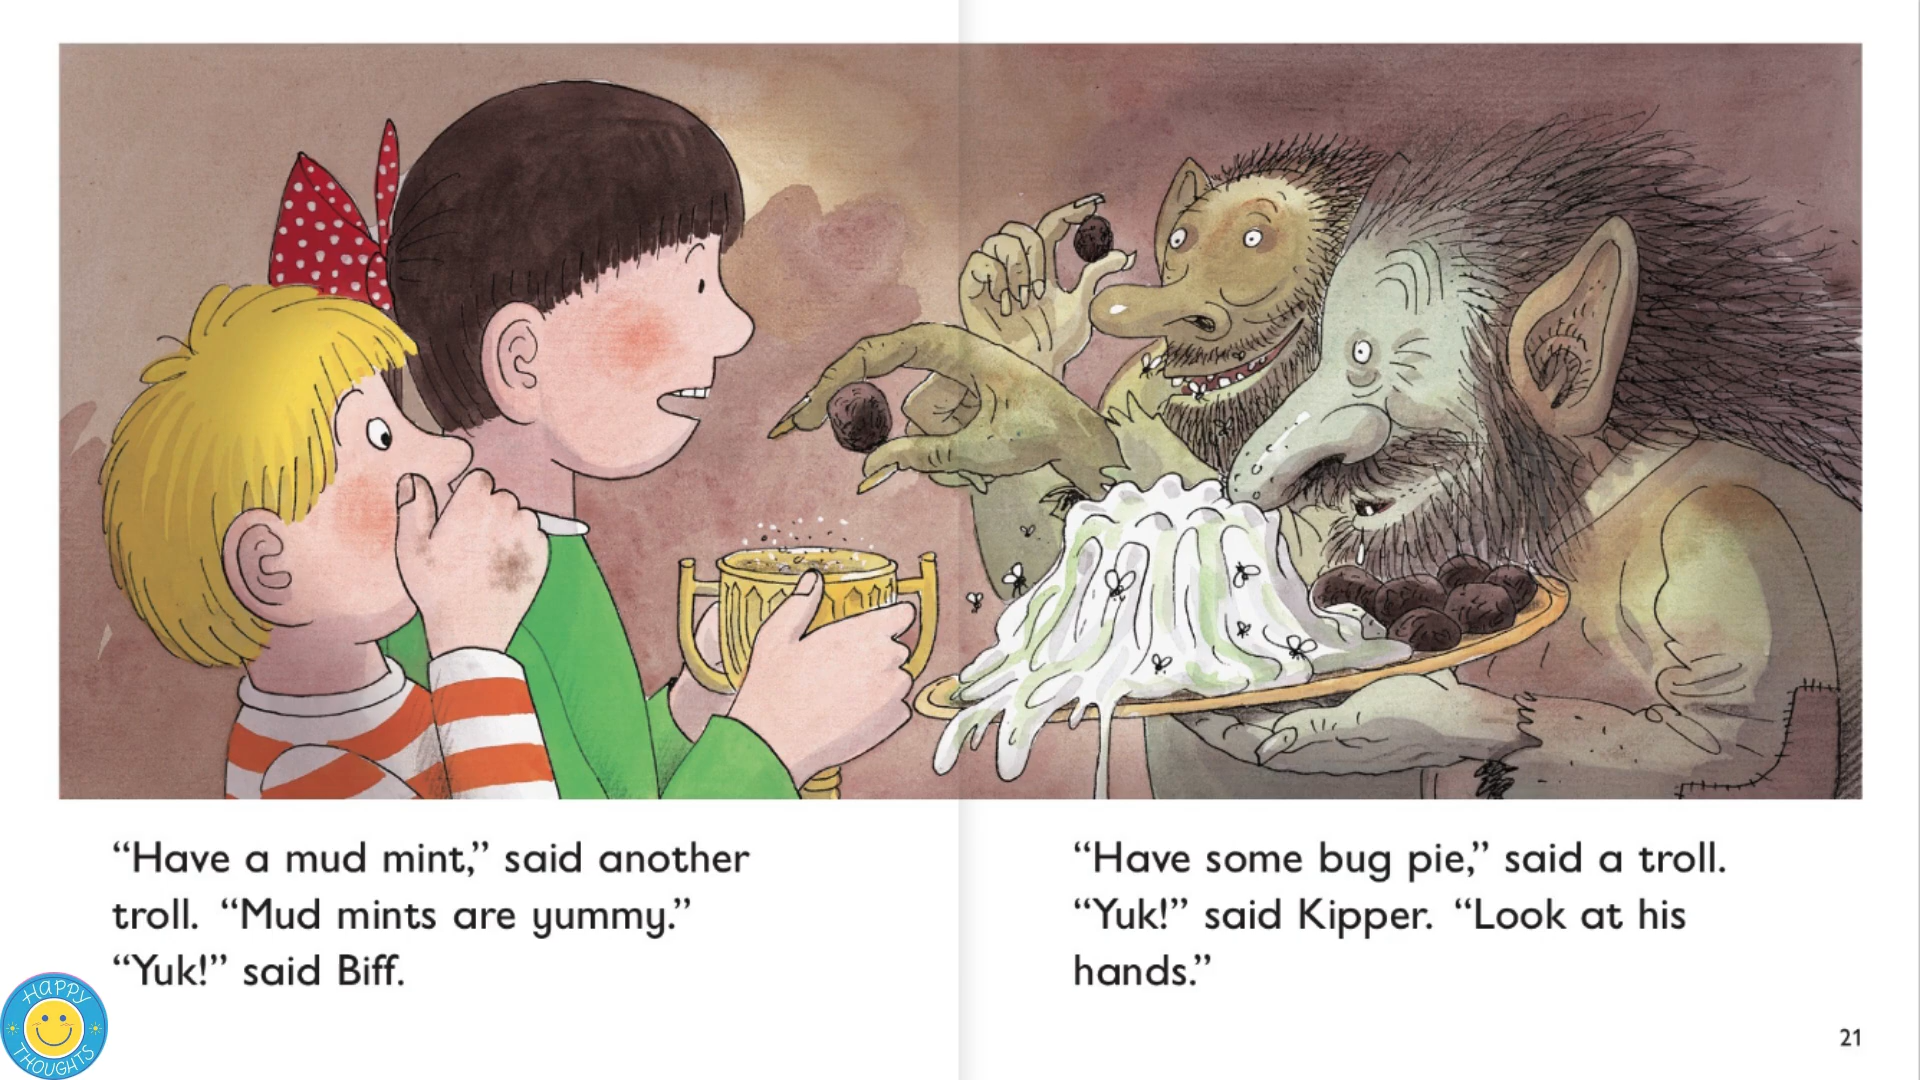 “Have a mud mint,” said another
troll. “Mud mints are yummy.”
“Yuk!” said Biff.
“Have some bug pie,” said a troll.
“Yuk!” said Kipper. “Look at his
hands.”
21
HAPPY
THOUGHTS